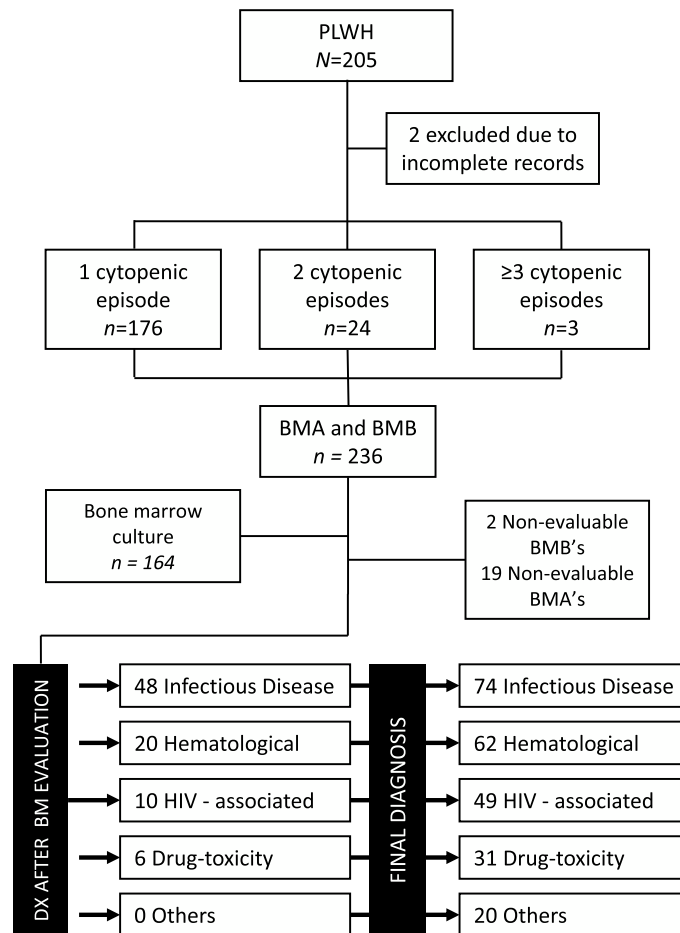 PLWH
N=205
2 excluded due to
incomplete records
1 cytopenic
episode
n=176
2 cytopenic
episodes
n=24
≥3 cytopenic
episodes
n=3
BMA and BMB
n = 236
Bone marrow
culture
n = 164
2 Non-evaluable
BMB's
19 Non-evaluable
BMA's
DX AFTER BM EVALUATION
48 Infectious Disease
20 Hematological
10 HIV - associated
6 Drug-toxicity
0 Others
FINAL DIAGNOSIS
74 Infectious Disease
62 Hematological
49 HIV - associated
31 Drug-toxicity
20 Others